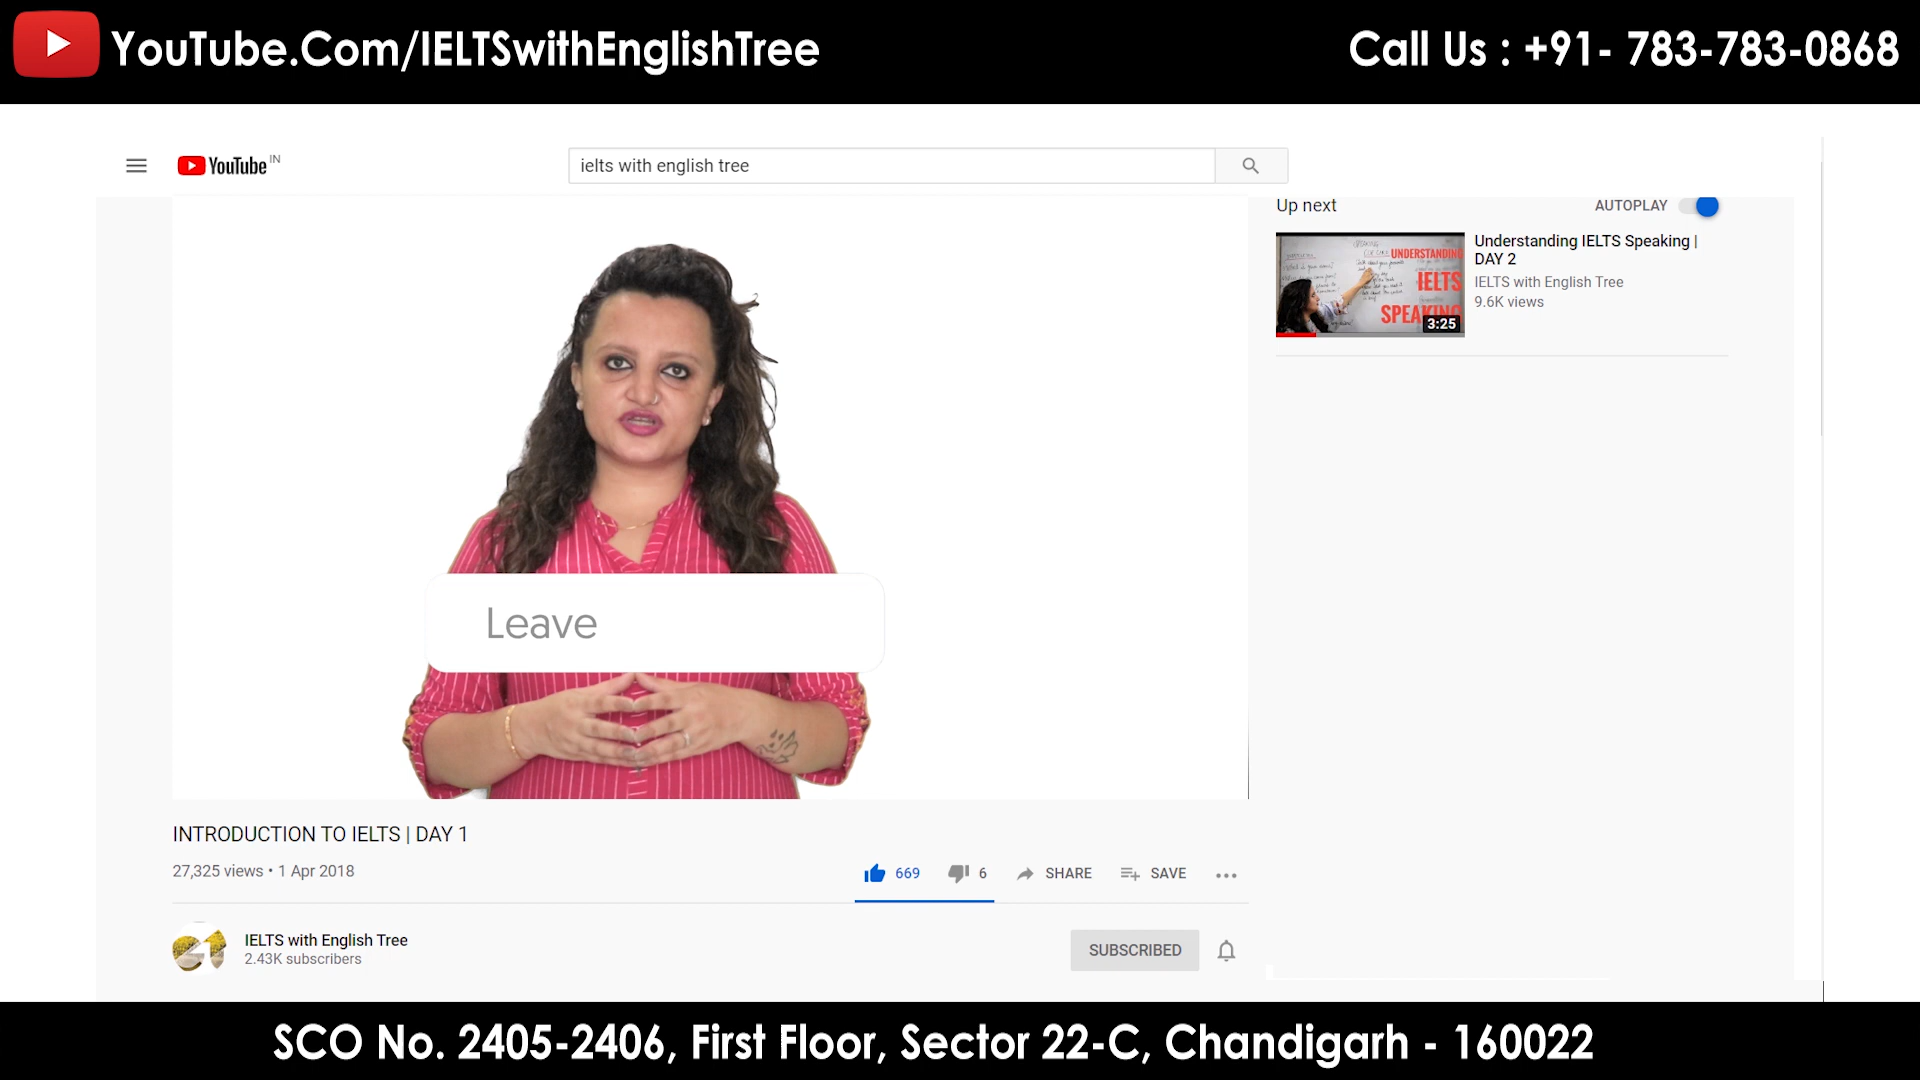 YouTube.Com/IELTSwithEnglishTree
Call Us : +91- 783-783-0868
YouTube IN
ielts with english tree
Up next
AUTOPLAY
UNDERSTANDING
IELTS
SPEAKING
3:25
Understanding IELTS Speaking |
DAY 2
IELTS with English Tree
9.6K views
Leave
INTRODUCTION TO IELTS | DAY 1
27,325 views • 1 Apr 2018
669
6
SHARE
SAVE
IELTS with English Tree
2.43K subscribers
SUBSCRIBED
SCO No. 2405-2406, First Floor, Sector 22-C, Chandigarh - 160022